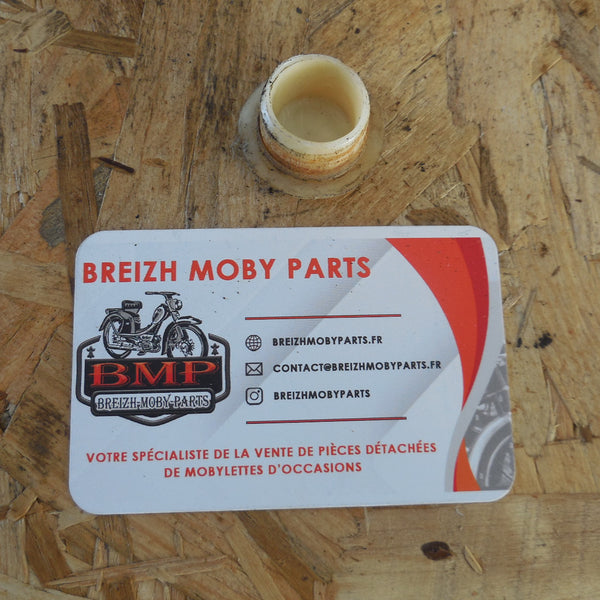 BREIZH MOBY PARTS
BMP
BREIZH-MOBY-PARTS
BREIZHMOBYPARTS.FR
CONTACT@BREIZHMOBYPARTS.FR
BREIZHMOBYPARTS
VOTRE SPÉCIALISTE DE LA VENTE DE PIÈCES DÉTACHÉES
DE MOBYLETTES D'OCCASIONS